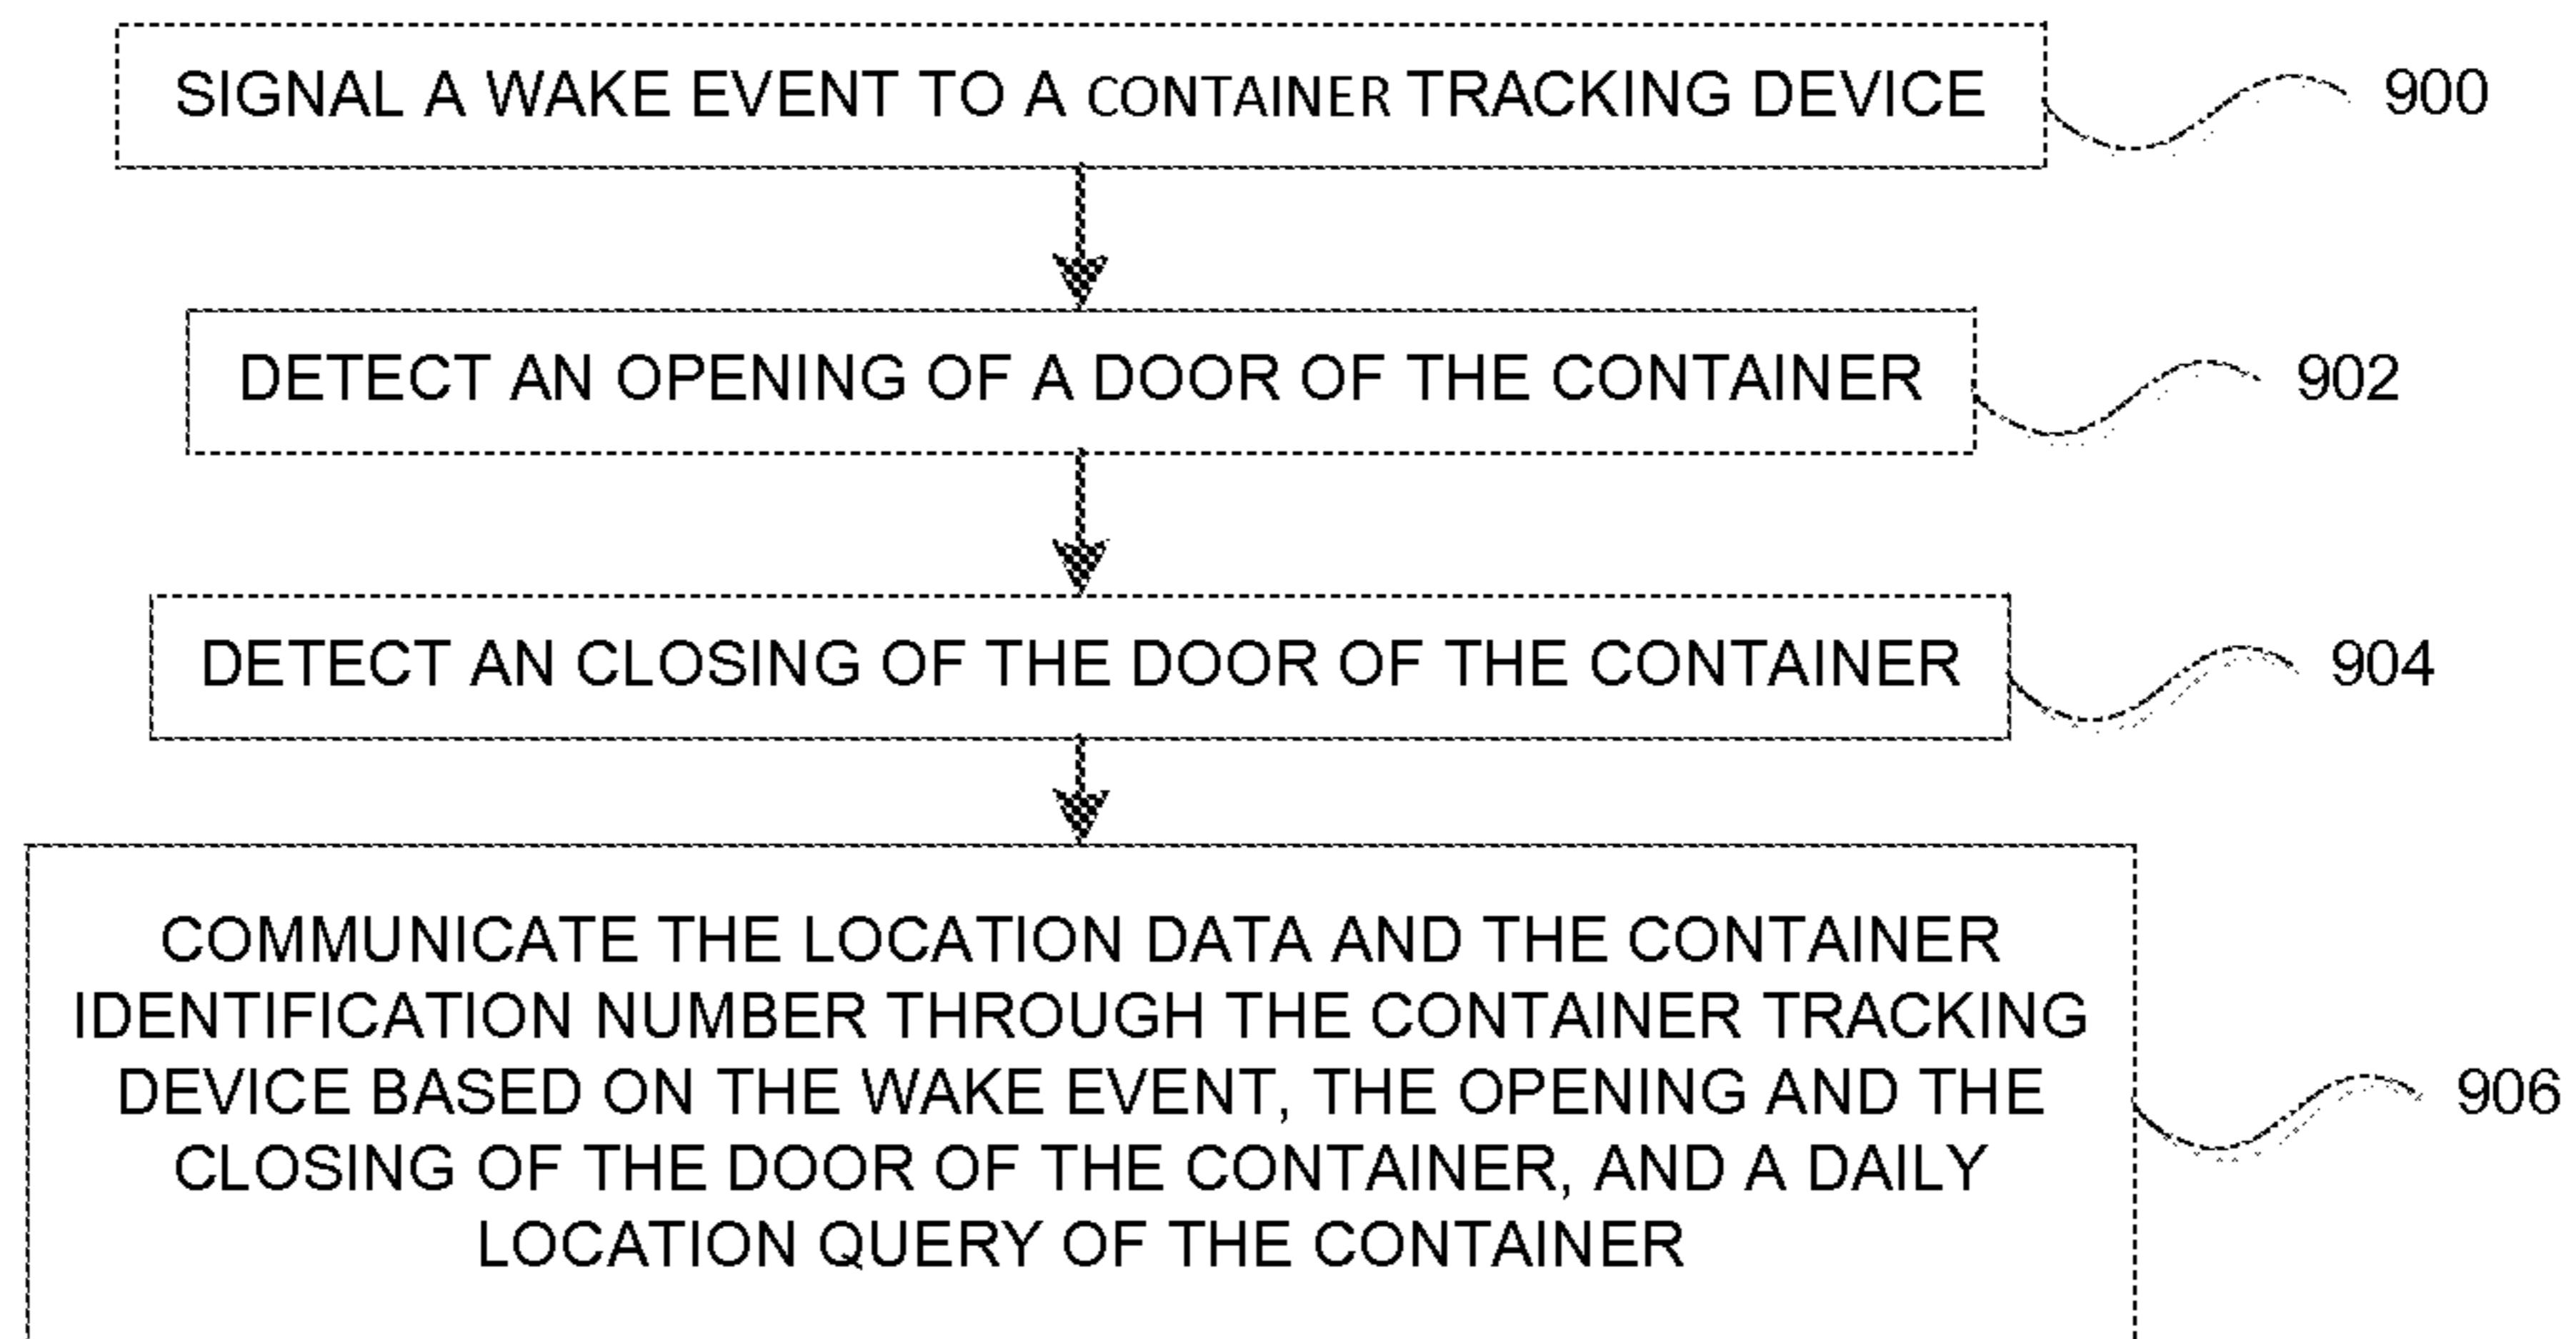 SIGNAL A WAKE EVENT TO A CONTAINER TRACKING DEVICE 900
DETECT AN OPENING OF A DOOR OF THE CONTAINER 902
DETECT AN CLOSING OF THE DOOR OF THE CONTAINER 904
COMMUNICATE THE LOCATION DATA AND THE CONTAINER
IDENTIFICATION NUMBER THROUGH THE CONTAINER TRACKING
DEVICE BASED ON THE WAKE EVENT, THE OPENING AND THE 906
CLOSING OF THE DOOR OF THE CONTAINER, AND A DAILY
LOCATION QUERY OF THE CONTAINER